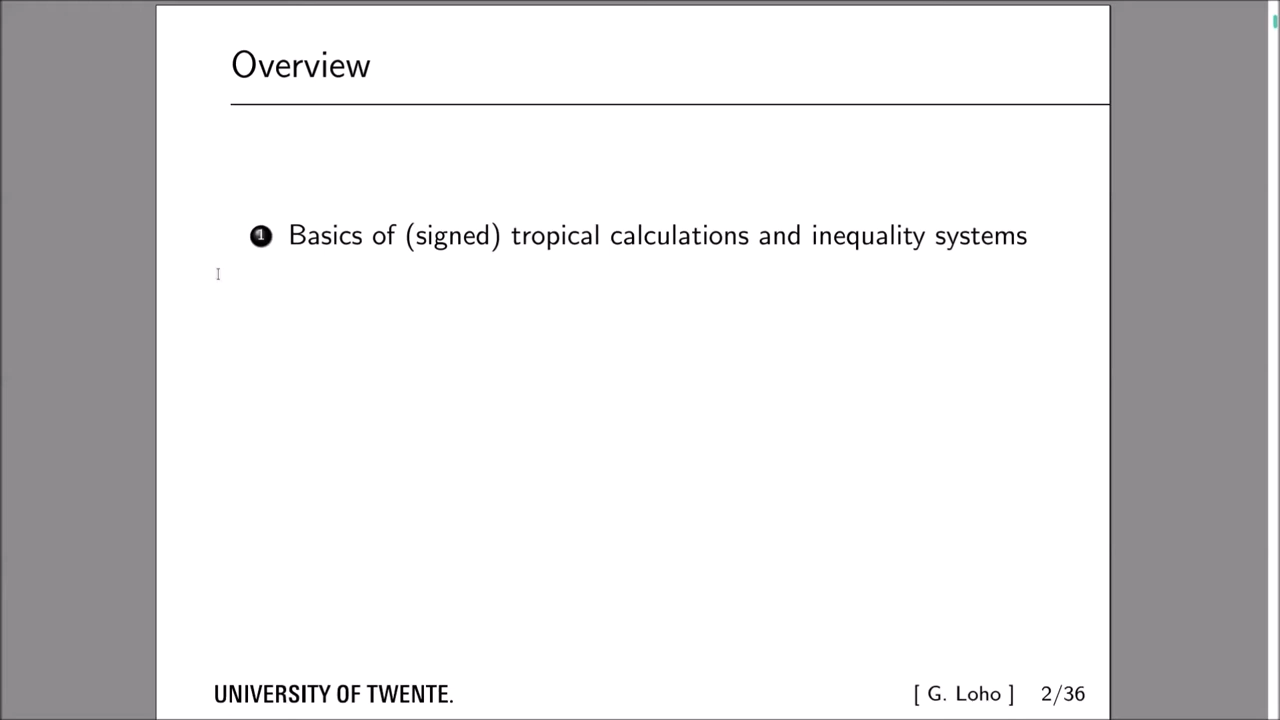 Overview
1 Basics of (signed) tropical calculations and inequality systems
UNIVERSITY OF TWENTE. [ G. Loho ] 2/36